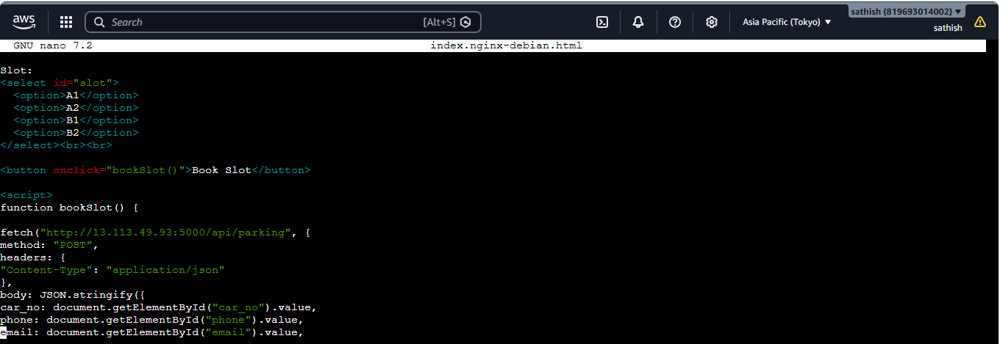 aws
Search [Alt+S]
Asia Pacific (Tokyo) ▼
sathish (819693014002) ▼
sathish
GNU nano 7.2 index.nginx-debian.html
Slot:
<select id="slot">
  <option>A1</option>
  <option>A2</option>
  <option>B1</option>
  <option>B2</option>
</select><br><br>
<button onclick="bookSlot()">Book Slot</button>
<script>
function bookSlot() {
fetch("http://13.113.49.93:5000/api/parking", {
method: "POST",
headers: {
"Content-Type": "application/json"
},
body: JSON.stringify({
car_no: document.getElementById("car_no").value,
phone: document.getElementById("phone").value,
email: document.getElementById("email").value,